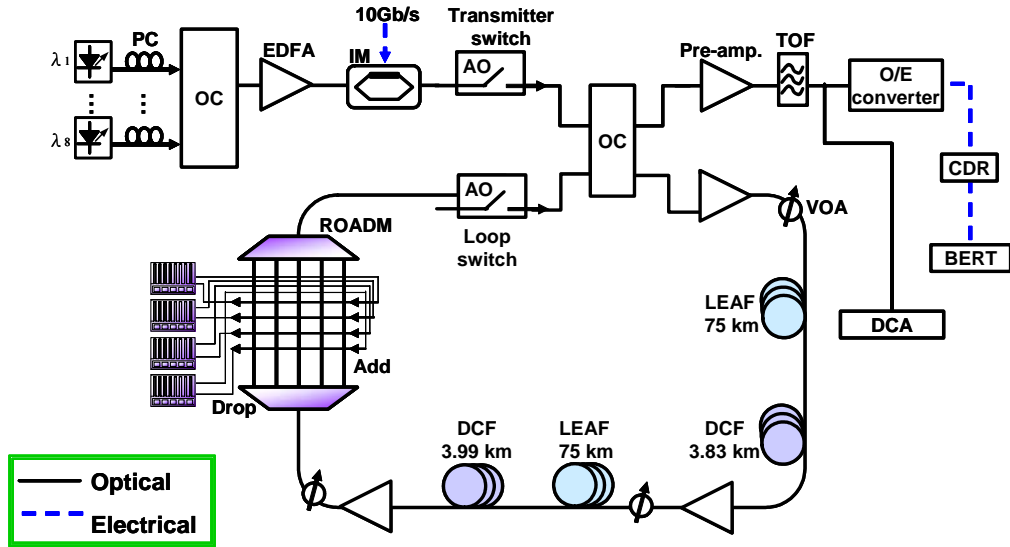 10Gb/s
Transmitter
switch
λ1
PC
EDFA
IM
AO
Pre-amp.
TOF
O/E
converter
OC
λ8
OC
CDR
AO
VOA
ROADM
Loop
switch
BERT
LEAF
75 km
DCA
Add
Drop
DCF
3.99 km
LEAF
75 km
DCF
3.83 km
Optical
Electrical